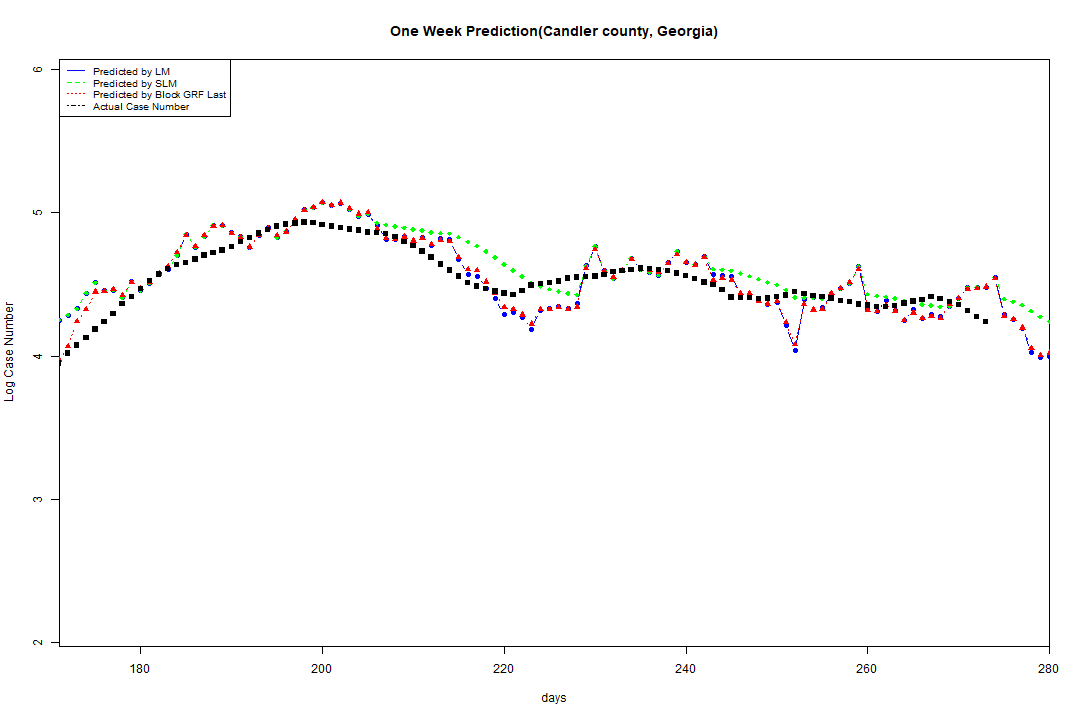 One Week Prediction(Candler county, Georgia)
Predicted by LM
Predicted by SLM
Predicted by Block GRF Last
Actual Case Number
6
5
4
3
2
Log Case Number
180
200
220
240
260
280
days